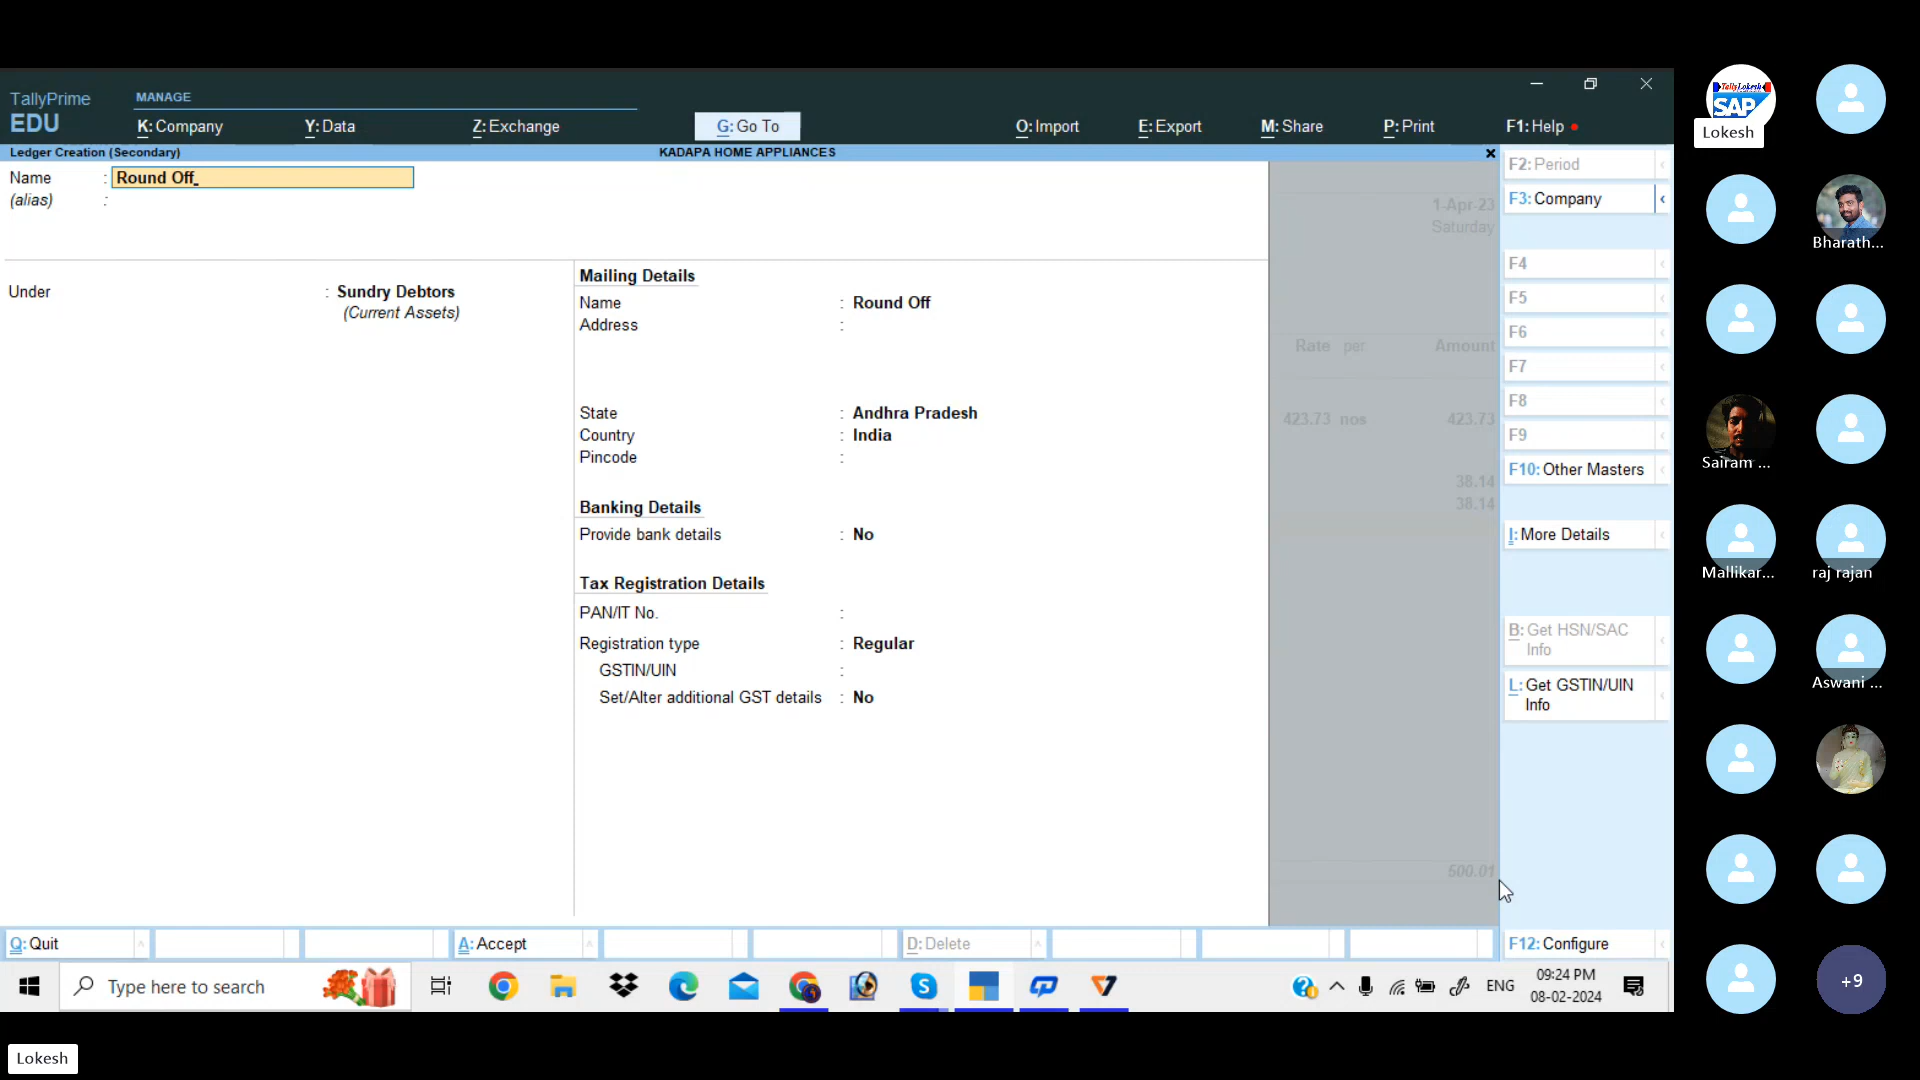 TallyPrime
EDU
MANAGE
K:Company
Y:Data
Z:Exchange
G:Go To
O:Import
E:Export
M:Share
P:Print
F1:Help
Ledger Creation (Secondary)
KADAPA HOME APPLIANCES
Name : Round Off
(alias) :
Under : Sundry Debtors
(Current Assets)
Mailing Details
Name : Round Off
Address :
State : Andhra Pradesh
Country : India
Pincode :
Banking Details
Provide bank details : No
Tax Registration Details
PAN/IT No. :
Registration type : Regular
GSTIN/UIN :
Set/Alter additional GST details : No
1-Apr-23
Saturday
Rate per Amount
423.73 nos 423.73
38.14
38.14
500.01
F2:Period
F3:Company
F4
F5
F6
F7
F8
F9
F10:Other Masters
I:More Details
B:Get HSN/SAC
Info
L:Get GSTIN/UIN
Info
F12:Configure
Q:Quit
A:Accept
D:Delete
Type here to search
ENG
09:24 PM
08-02-2024
TallyLokesh
SAP
Lokesh
Bharath...
Sairam ...
Mallikar...
raj rajan
Aswani ...
+9
Lokesh